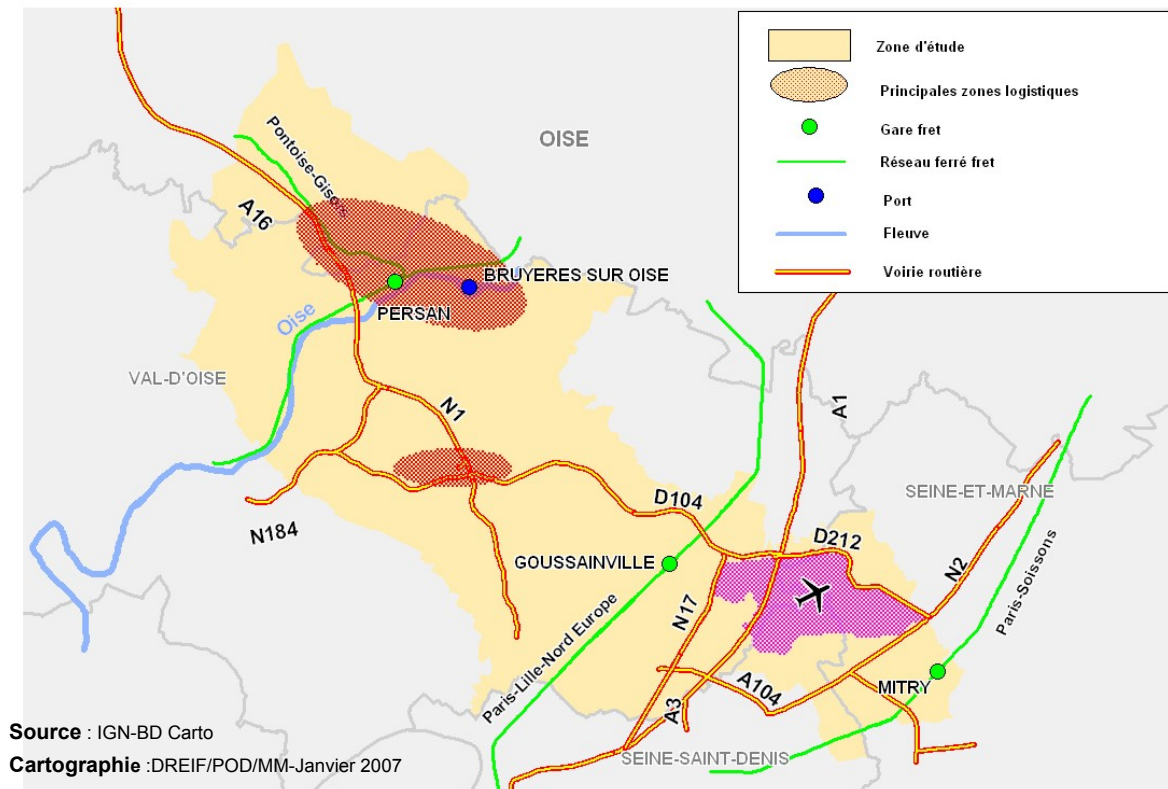 Zone d'étude
Principales zones logistiques
Gare fret
Réseau ferré fret
Port
Fleuve
Voirie routière
OISE
Pontoise-Gisors
A16
BRUYERES SUR OISE
PERSAN
Oise
VAL-D'OISE
N1
A1
SEINE-ET-MARNE
D104
N184
D212
GOUSSAINVILLE
N2
Paris-Soissons
N17
Paris-Lille-Nord Europe
MITRY
A104
A3
SEINE-SAINT-DENIS
Source : IGN-BD Carto
Cartographie :DREIF/POD/MM-Janvier 2007